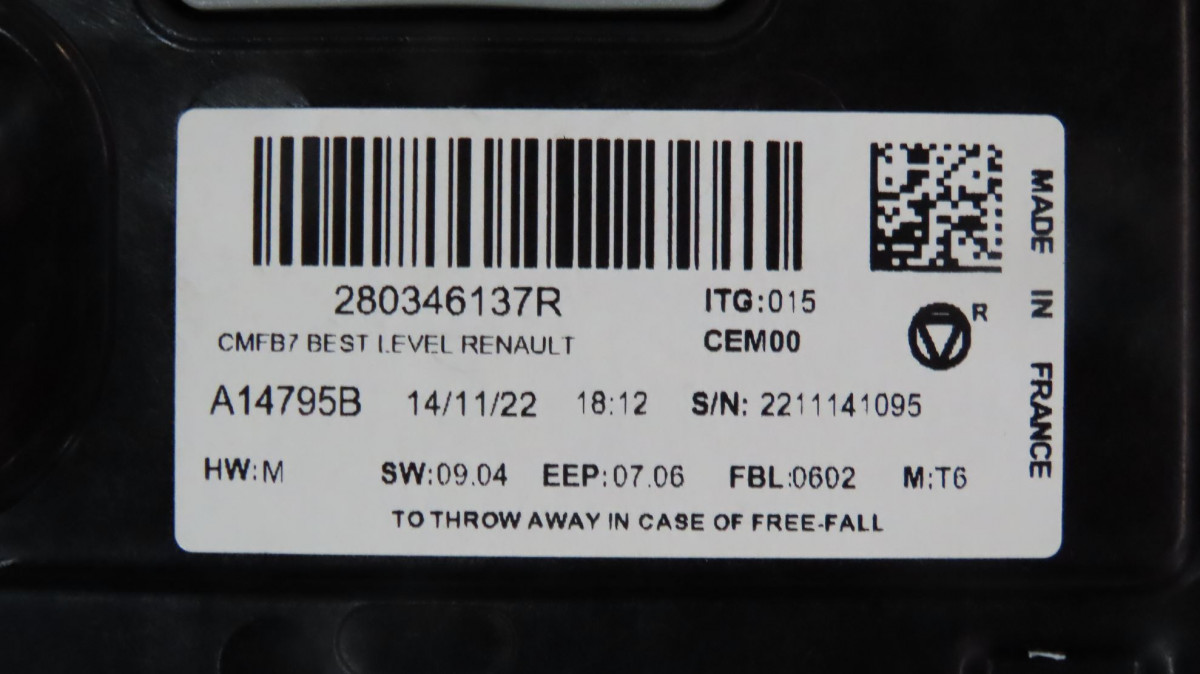 280346137R ITG:015
CMFB7 BEST LEVEL RENAULT CEM00
R
A14795B 14/11/22 18:12 S/N: 2211141095
HW:M SW:09.04 EEP:07.06 FBL:0602 M:T6
TO THROW AWAY IN CASE OF FREE-FALL
MADE IN FRANCE